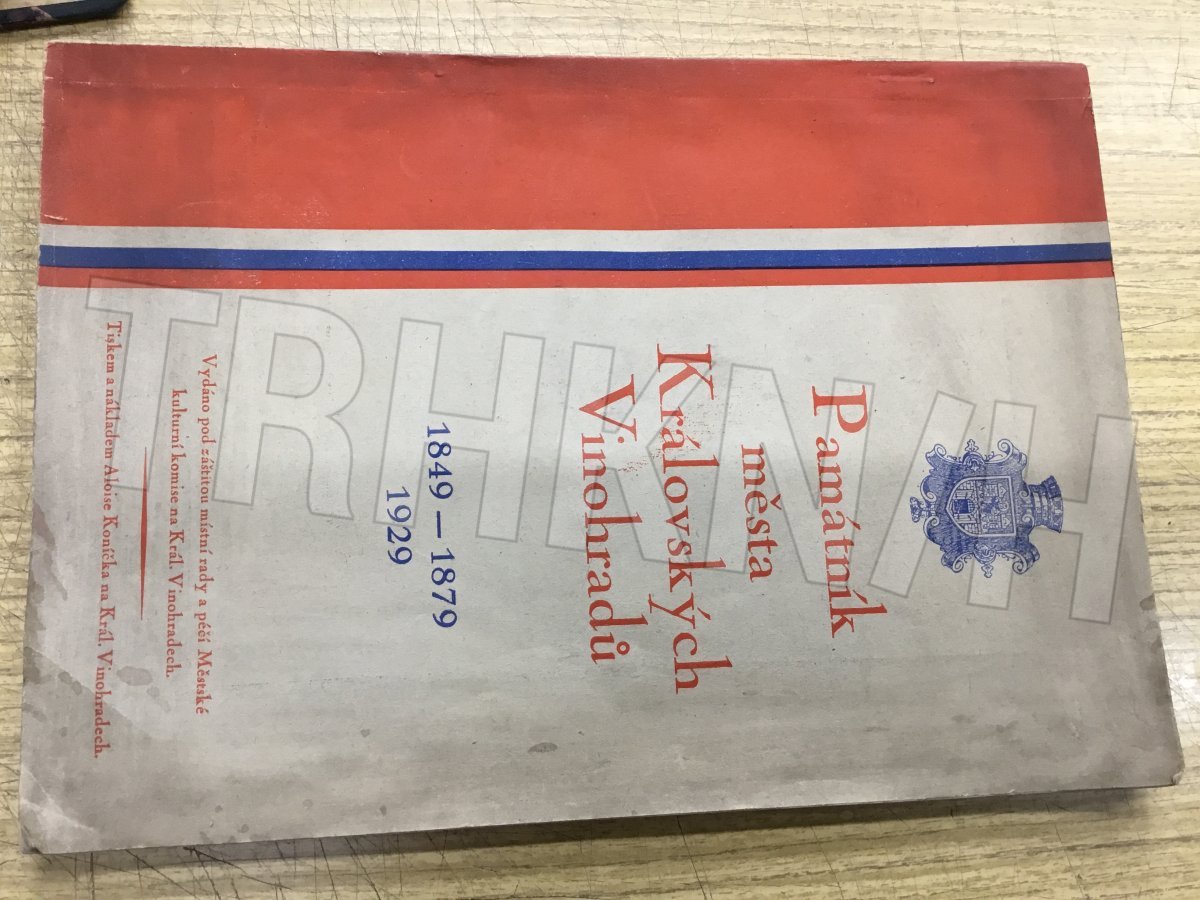 Památník
města
Královských
Vinohradů
1849—1879
1929
Vydáno pod záštitou místní rady a péčí Městské
kulturní komise na Král. Vinohradech.
Tiskem a nákladem Aloise Koníčka na Král. Vinohradech.
TRHKNIH